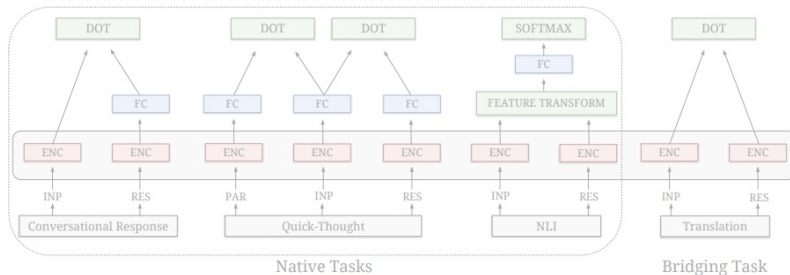 DOT DOT DOT SOFTMAX DOT
FC
FC FC FC FC FEATURE TRANSFORM
ENC ENC ENC ENC ENC ENC ENC ENC ENC
INP RES PAR INP RES INP RES INP RES
Conversational Response Quick-Thought NLI Translation
Native Tasks Bridging Task